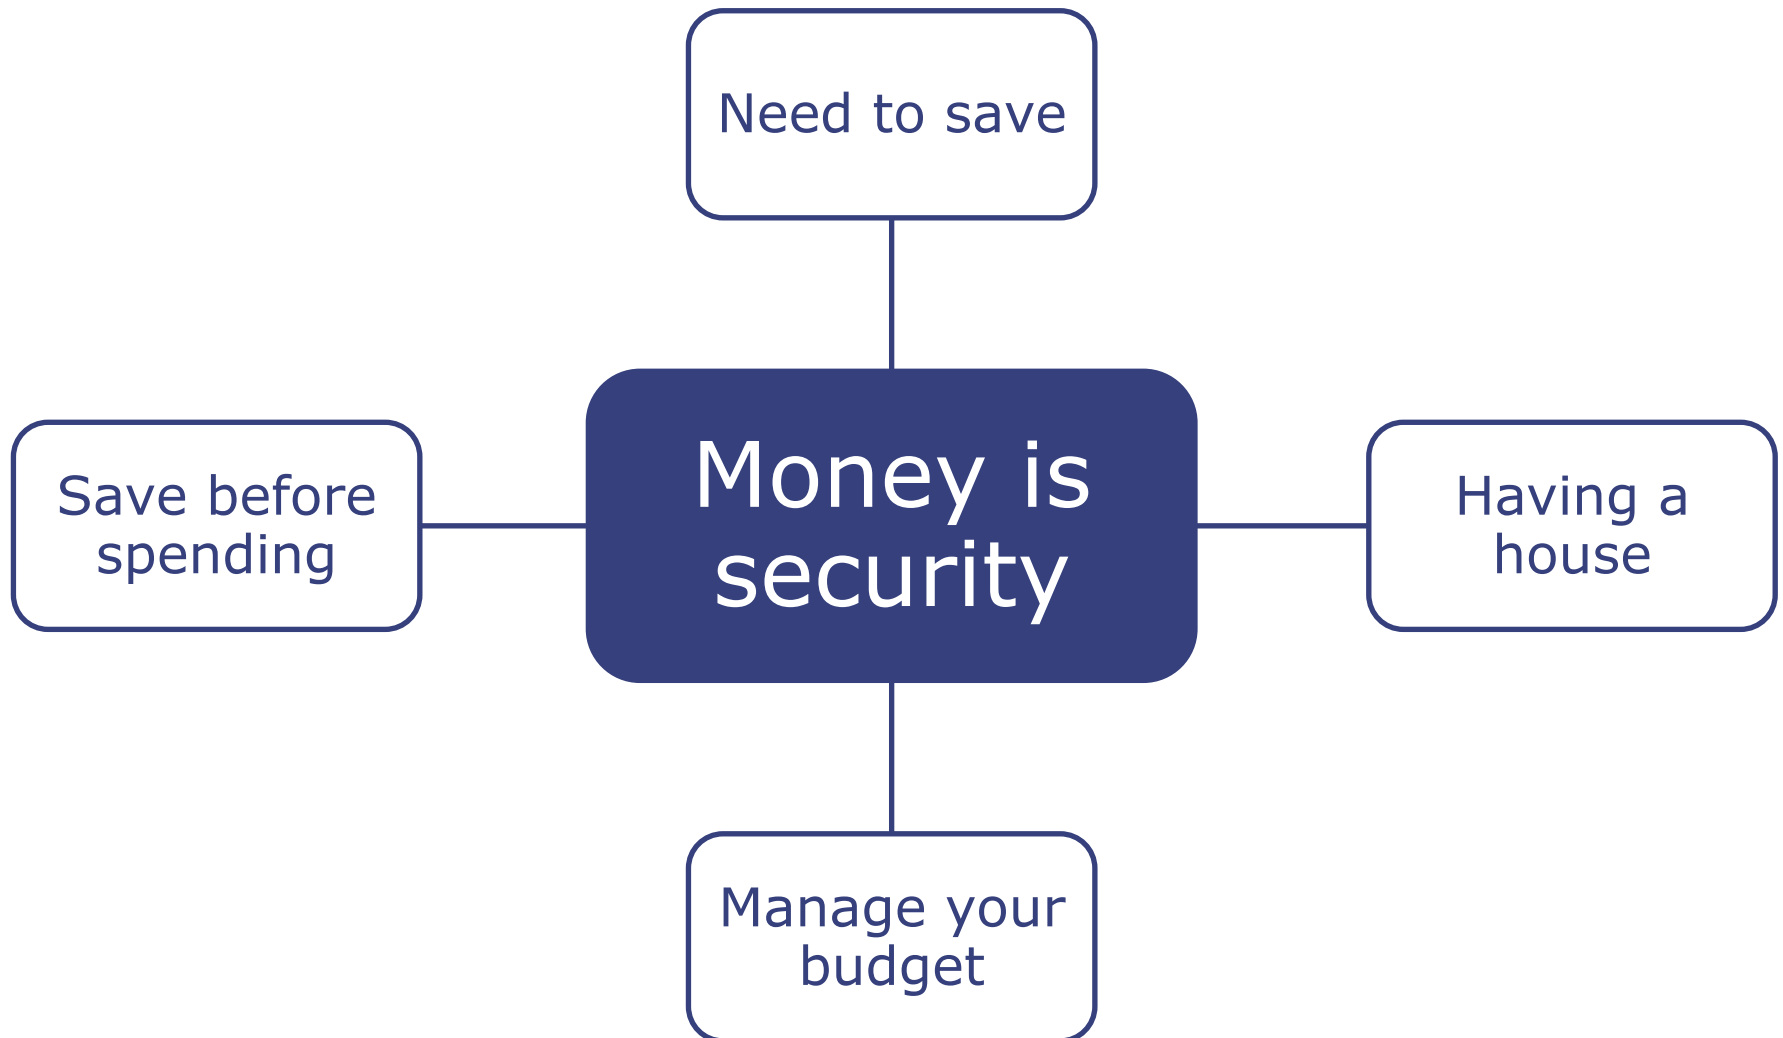 Need to save
Save before
spending
Money is
security
Having a
house
Manage your
budget